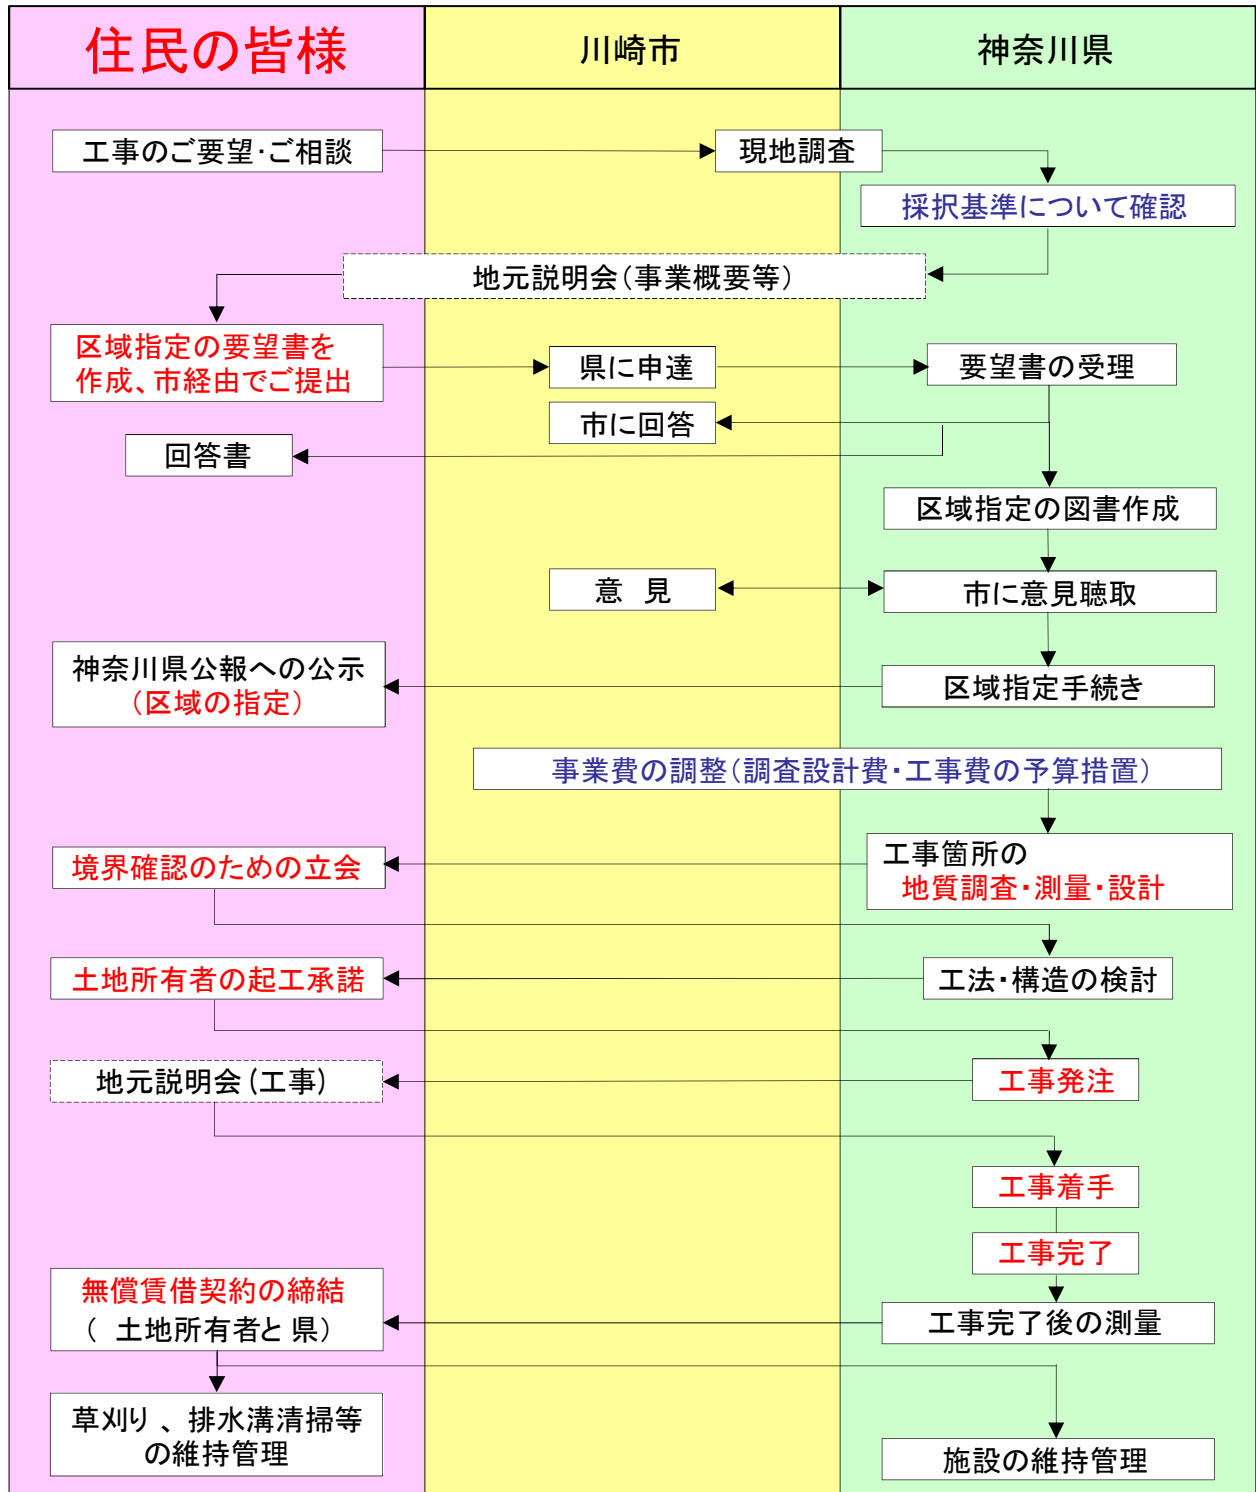 住民の皆様
川崎市
神奈川県
工事のご要望・ご相談
現地調査
採択基準について確認
地元説明会(事業概要等)
区域指定の要望書を
作成、市経由でご提出
県に申達
要望書の受理
市に回答
回答書
区域指定の図書作成
意 見
市に意見聴取
神奈川県公報への公示
(区域の指定)
区域指定手続き
事業費の調整(調査設計費・工事費の予算措置)
境界確認のための立会
工事箇所の
地質調査・測量・設計
土地所有者の起工承諾
工法・構造の検討
地元説明会(工事)
工事発注
工事着手
工事完了
無償賃借契約の締結
( 土地所有者と県)
工事完了後の測量
草刈り、排水溝清掃等
の維持管理
施設の維持管理